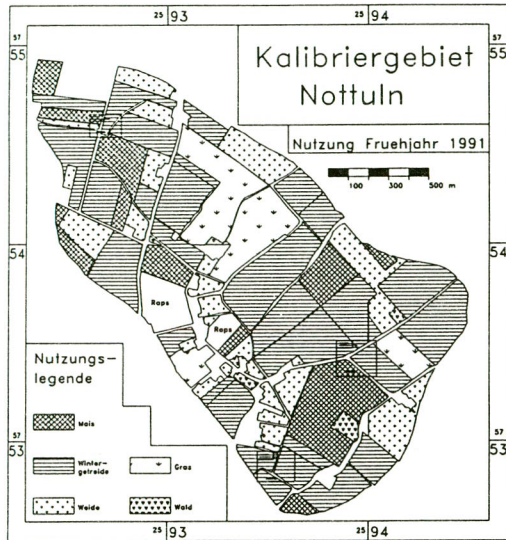 25 93
25 94
57 55
57 55
Kalibriergebiet
Nottuln
Nutzung Fruehjahr 1991
100 300 500 m
54
54
Raps
Raps
Nutzungs-
legende
Mais
Winter-
getreide
Gras
Weide
Wald
57 53
57 53
25 93
25 94